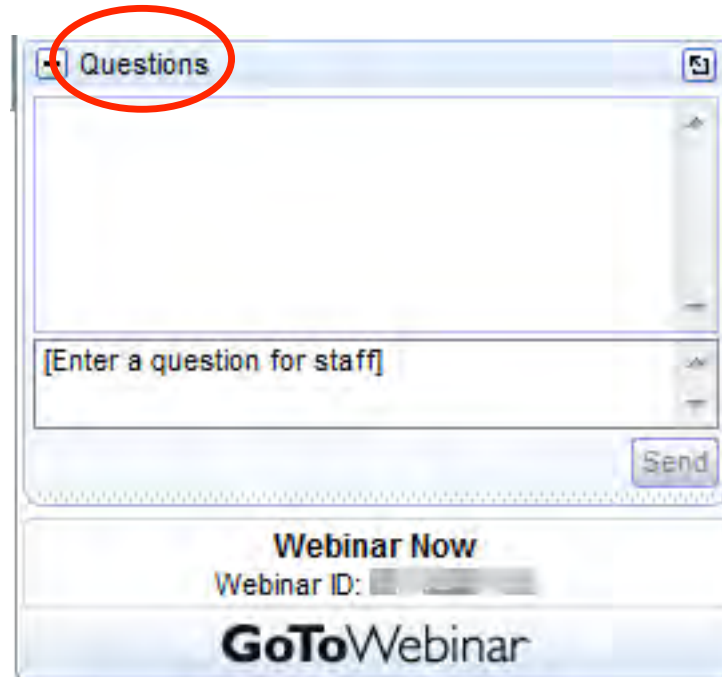 Questions
[Enter a question for staff]
Send
Webinar Now
Webinar ID:
GoToWebinar